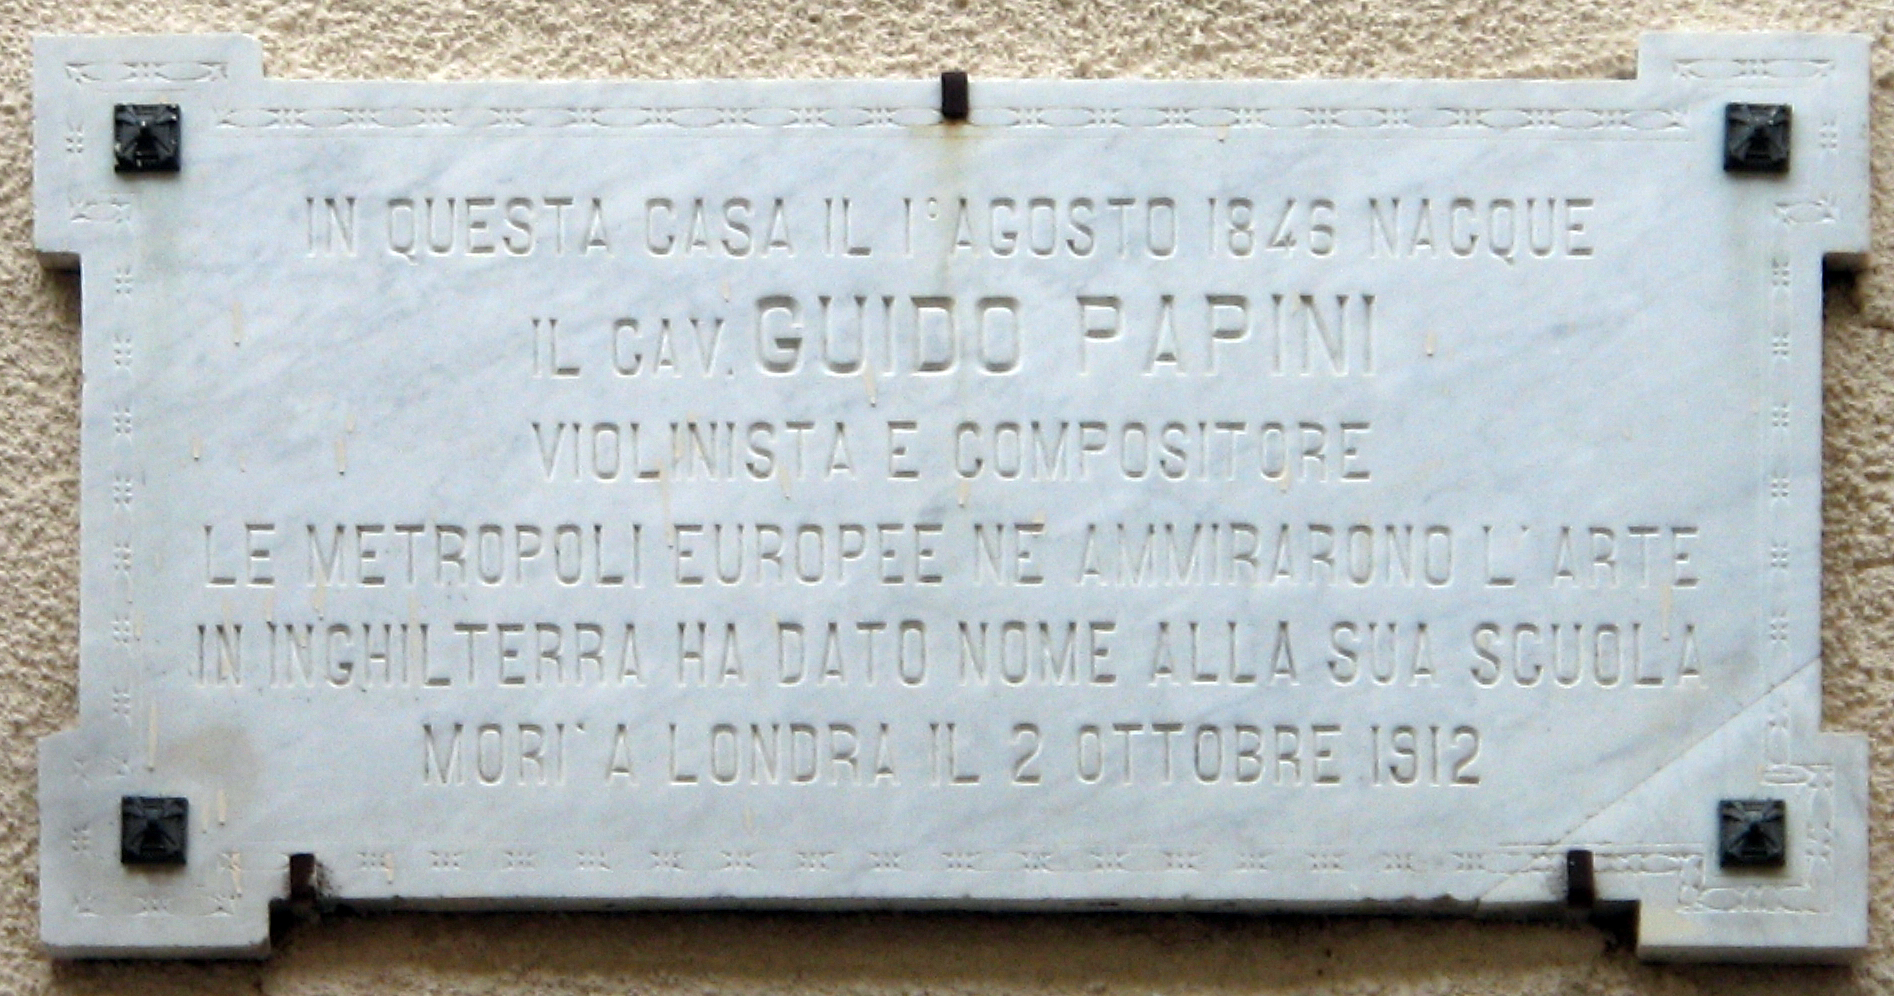 IN QUESTA CASA IL 1° AGOSTO 1846 NACQUE
IL CAV. GUIDO PAPINI
VIOLINISTA E COMPOSITORE
LE METROPOLI EUROPEE NE AMMIRARONO L'ARTE
IN INGHILTERRA HA DATO NOME ALLA SUA SCUOLA
MORI' A LONDRA IL 2 OTTOBRE 1912